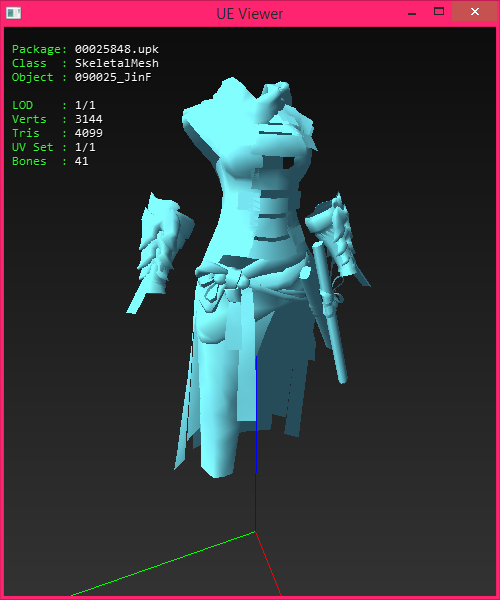 UE Viewer
Package: 00025848.upk
Class : SkeletalMesh
Object : 090025_JinF
LOD : 1/1
Verts : 3144
Tris : 4099
UV Set : 1/1
Bones : 41